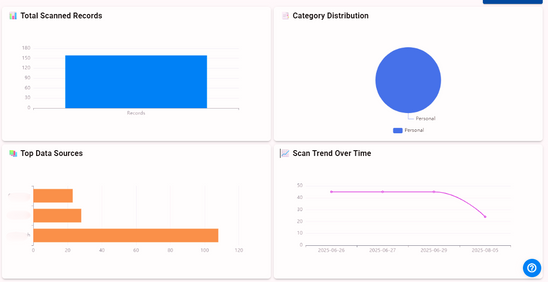 Total Scanned Records
180
150
120
90
60
30
0
Records
Category Distribution
Personal
Personal
Top Data Sources
0 20 40 60 80 100 120
Scan Trend Over Time
50
40
30
20
10
0
2025-06-26 2025-06-27 2025-06-29 2025-08-05
?